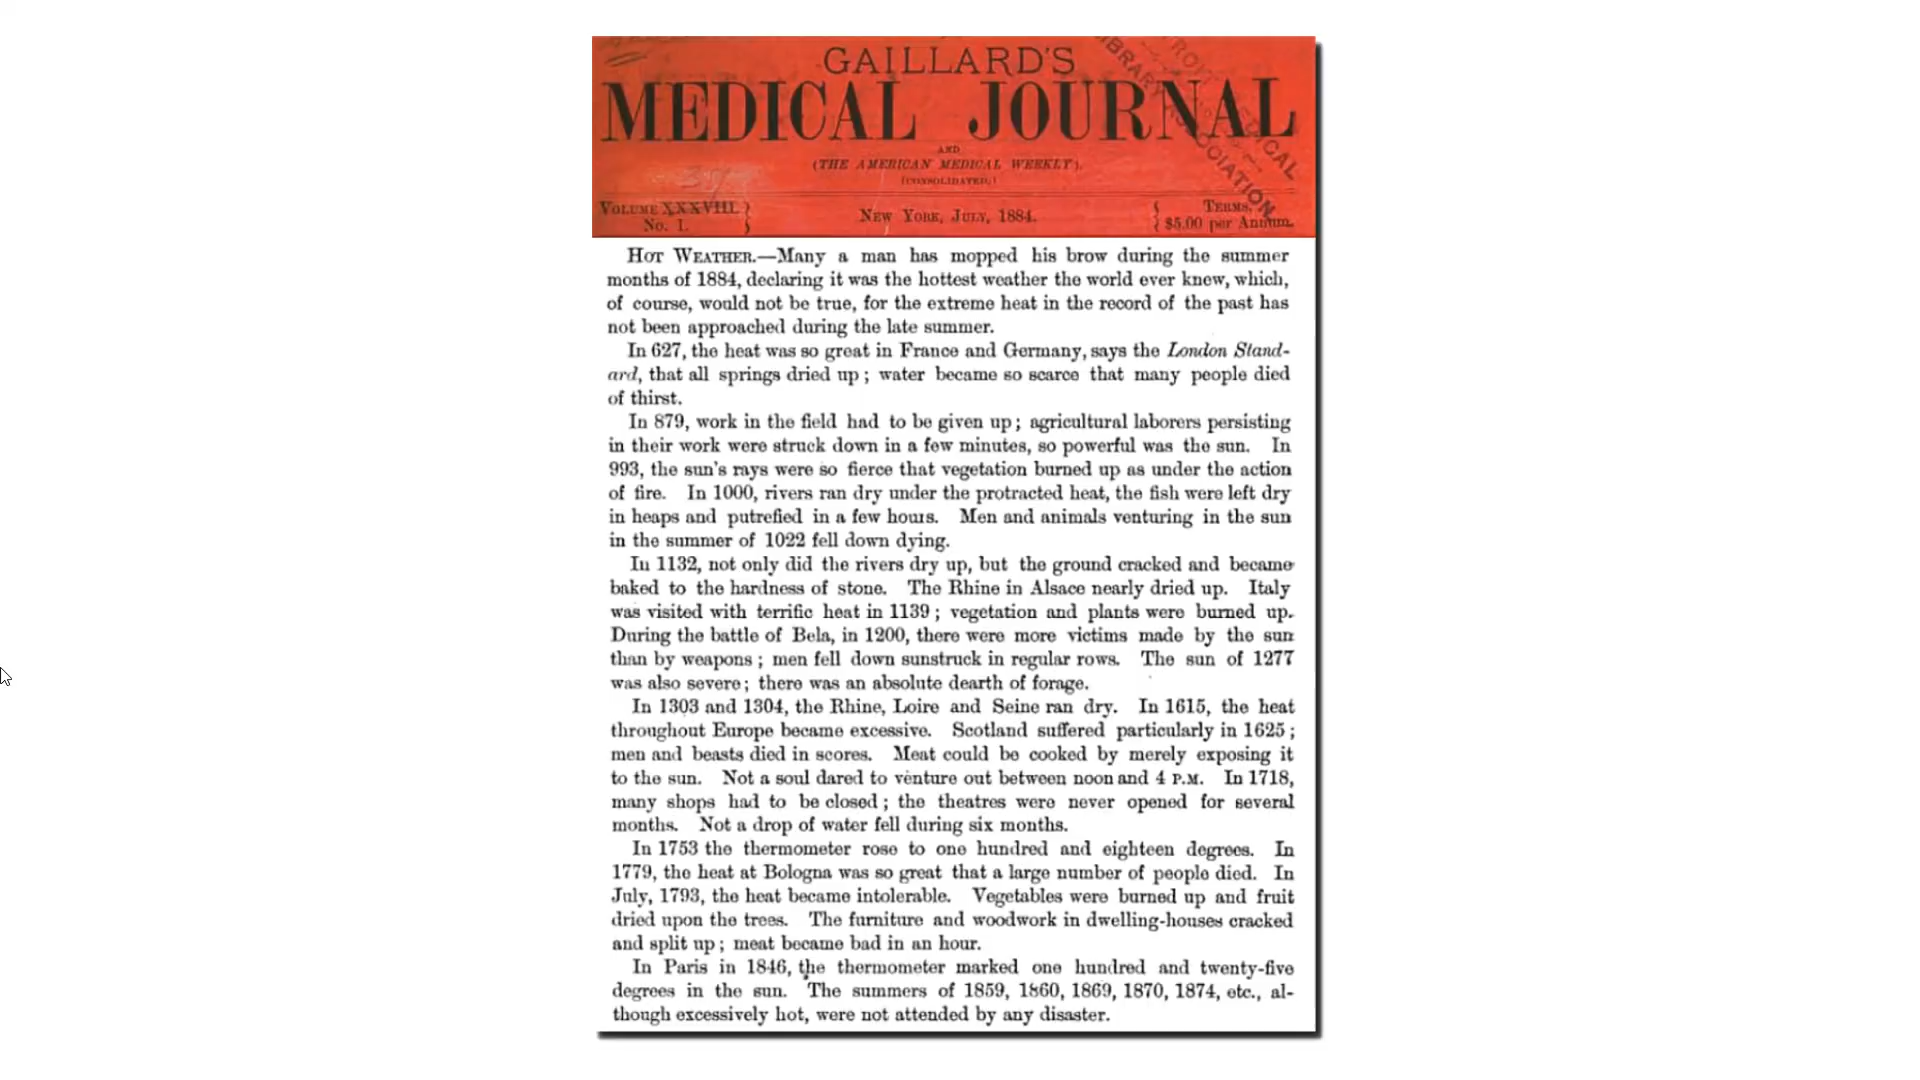 GAILLARD'S
MEDICAL JOURNAL
AND
(THE AMERICAN MEDICAL WEEKLY).
(CONSOLIDATED.)
VOLUME XXXVIII. No. 1.
NEW YORK, JULY, 1884.
TERMS, $5.00 per Annum.
LIBRARY ASSOCIATION
MEDICAL
HOT WEATHER.—Many a man has mopped his brow during the summer
months of 1884, declaring it was the hottest weather the world ever knew, which,
of course, would not be true, for the extreme heat in the record of the past has
not been approached during the late summer.
In 627, the heat was so great in France and Germany, says the London Stand-
ard, that all springs dried up; water became so scarce that many people died
of thirst.
In 879, work in the field had to be given up; agricultural laborers persisting
in their work were struck down in a few minutes, so powerful was the sun. In
993, the sun's rays were so fierce that vegetation burned up as under the action
of fire. In 1000, rivers ran dry under the protracted heat, the fish were left dry
in heaps and putrefied in a few hours. Men and animals venturing in the sun
in the summer of 1022 fell down dying.
In 1132, not only did the rivers dry up, but the ground cracked and became
baked to the hardness of stone. The Rhine in Alsace nearly dried up. Italy
was visited with terrific heat in 1139; vegetation and plants were burned up.
During the battle of Bela, in 1200, there were more victims made by the sun
than by weapons; men fell down sunstruck in regular rows. The sun of 1277
was also severe; there was an absolute dearth of forage.
In 1303 and 1304, the Rhine, Loire and Seine ran dry. In 1615, the heat
throughout Europe became excessive. Scotland suffered particularly in 1625;
men and beasts died in scores. Meat could be cooked by merely exposing it
to the sun. Not a soul dared to venture out between noon and 4 P.M. In 1718,
many shops had to be closed; the theatres were never opened for several
months. Not a drop of water fell during six months.
In 1753 the thermometer rose to one hundred and eighteen degrees. In
1779, the heat at Bologna was so great that a large number of people died. In
July, 1793, the heat became intolerable. Vegetables were burned up and fruit
dried upon the trees. The furniture and woodwork in dwelling-houses cracked
and split up; meat became bad in an hour.
In Paris in 1846, the thermometer marked one hundred and twenty-five
degrees in the sun. The summers of 1859, 1860, 1869, 1870, 1874, etc., al-
though excessively hot, were not attended by any disaster.